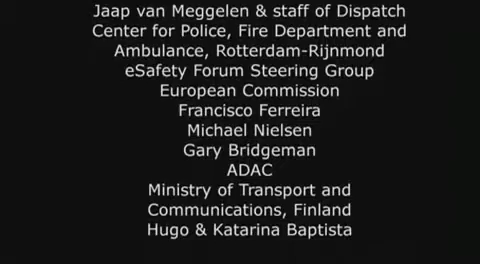 Jaap van Meggelen & staff of Dispatch
Center for Police, Fire Department and
Ambulance, Rotterdam-Rijnmond
eSafety Forum Steering Group
European Commission
Francisco Ferreira
Michael Nielsen
Gary Bridgeman
ADAC
Ministry of Transport and
Communications, Finland
Hugo & Katarina Baptista